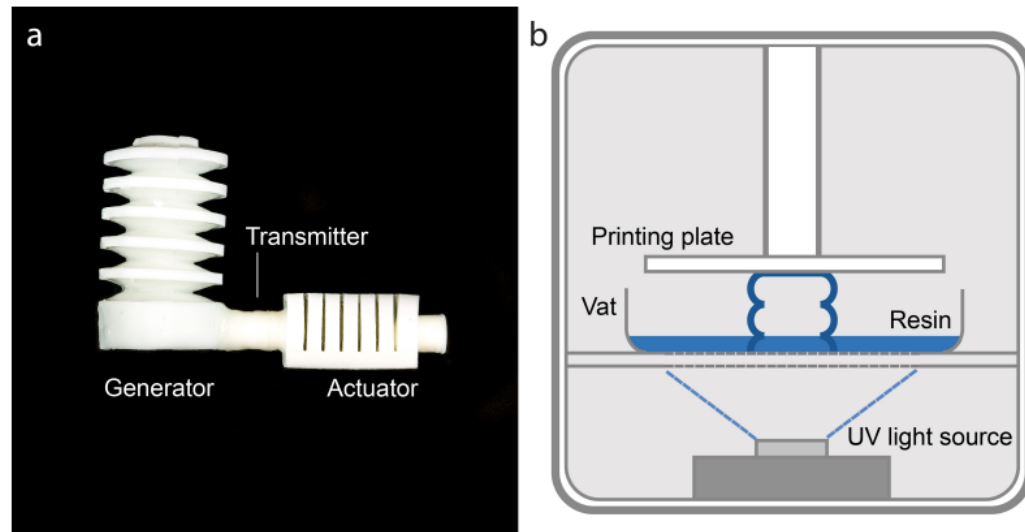 a
Transmitter
Generator
Actuator
b
Printing plate
Vat
Resin
UV light source